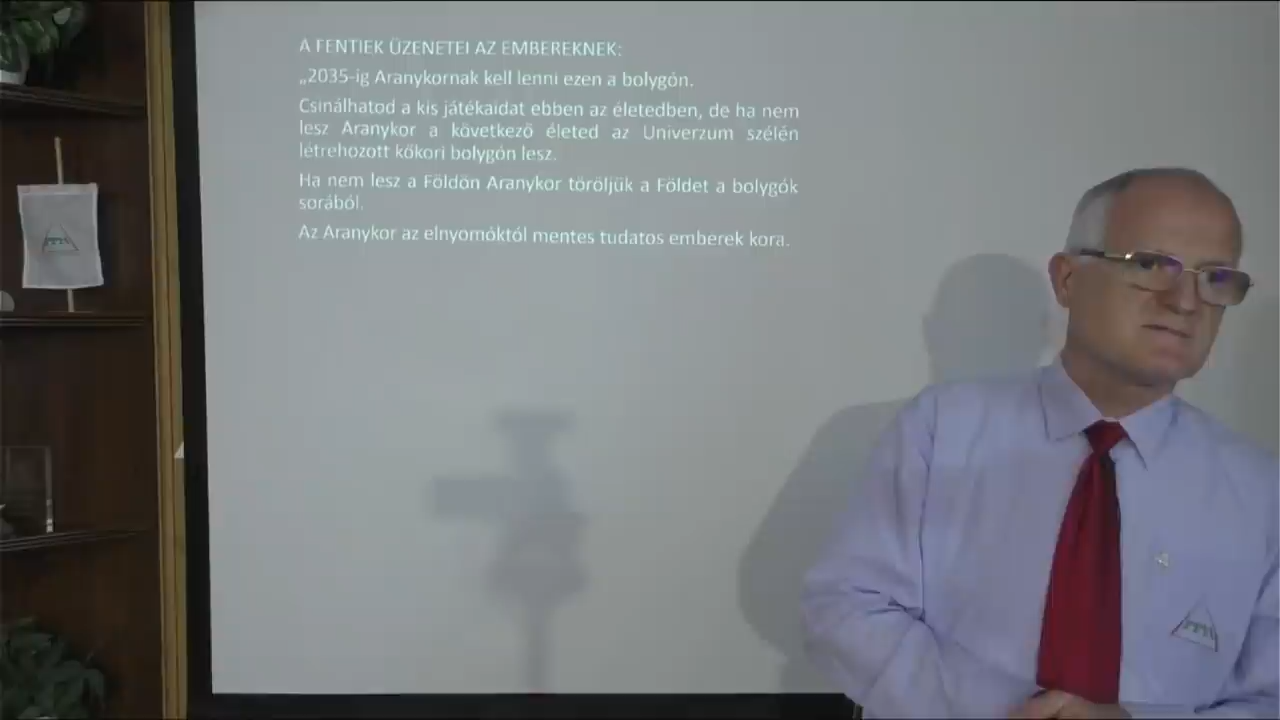 A FENTIEK ÜZENETEI AZ EMBEREKNEK:
„2035-ig Aranykornak kell lenni ezen a bolygón.
Csinálhatod a kis játékaidat ebben az életedben, de ha nem
lesz Aranykor a következő életed az Univerzum szélén
létrehozott kőkori bolygón lesz.
Ha nem lesz a Földön Aranykor töröljük a Földet a bolygók
sorából.
Az Aranykor az elnyomóktól mentes tudatos emberek kora.